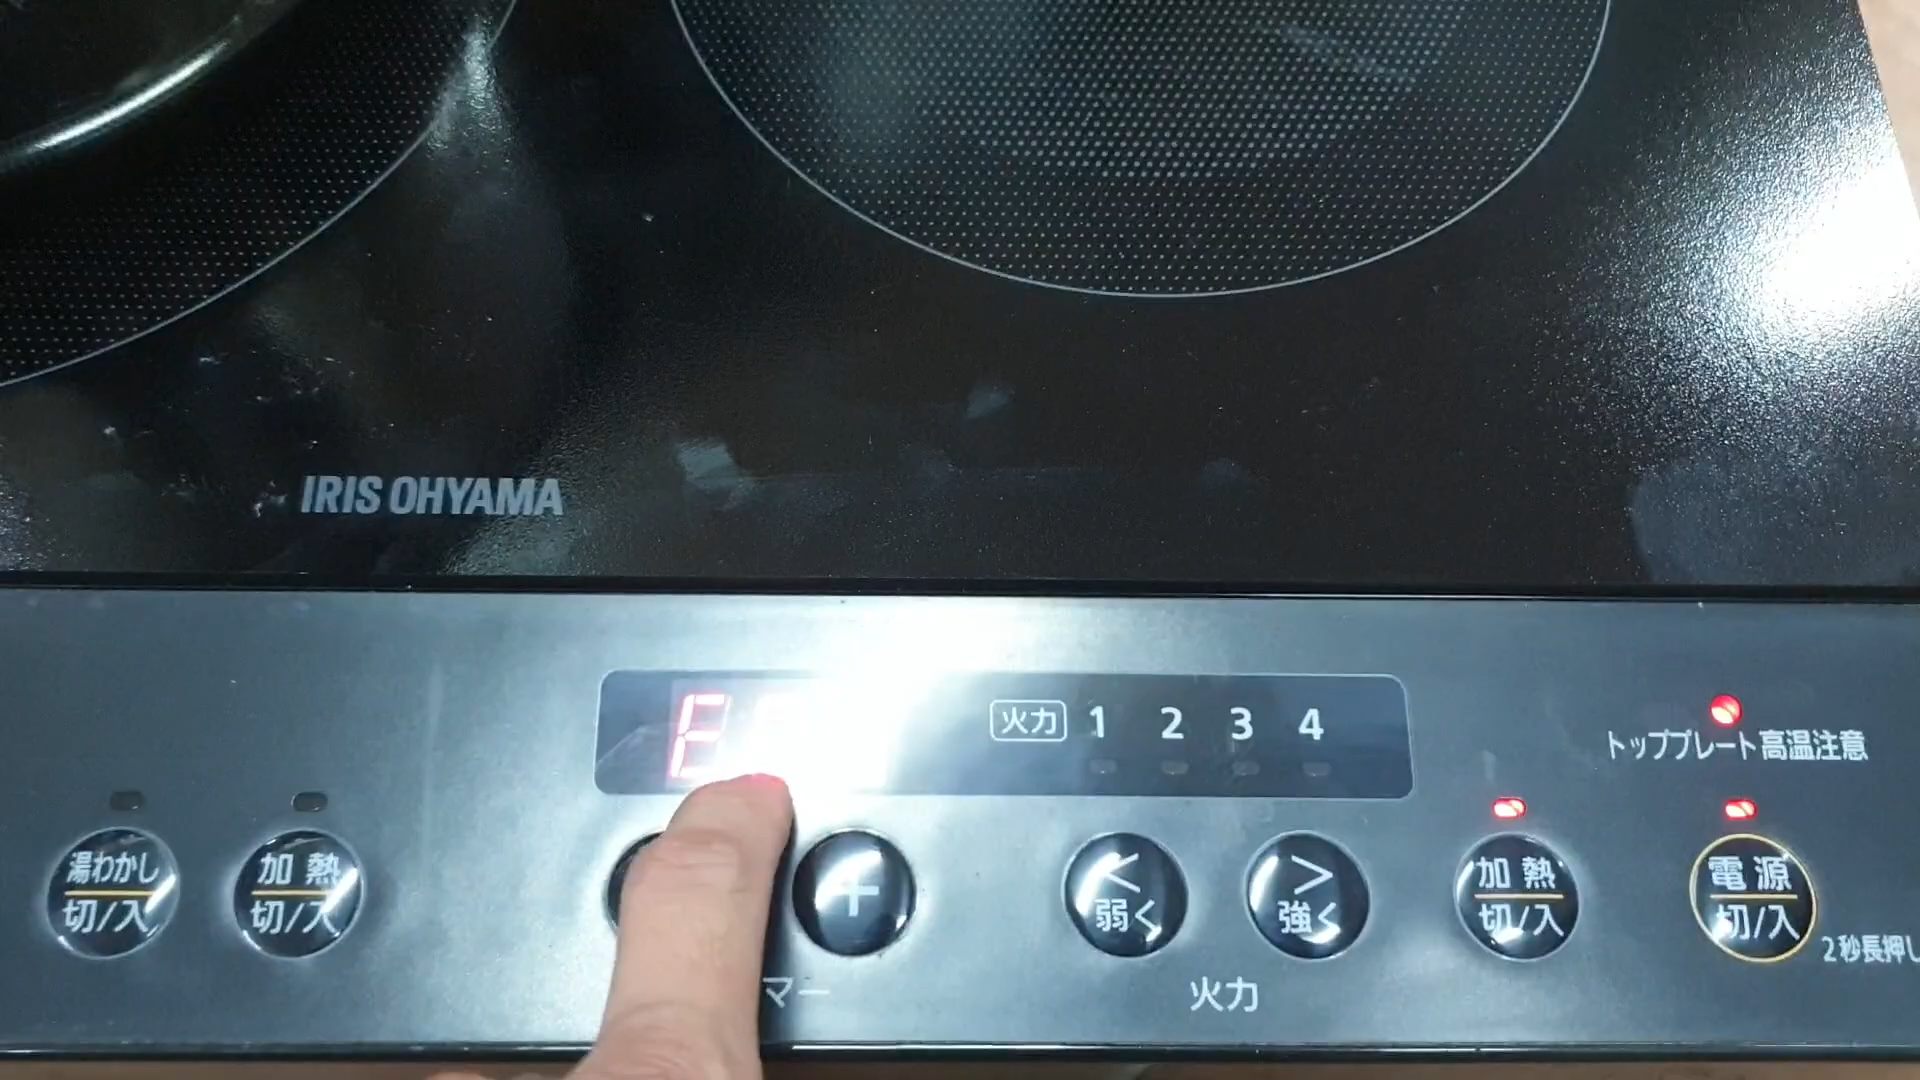 IRIS OHYAMA
火力 1 2 3 4
トッププレート高温注意
湯わかし
切/入
加熱
切/入
+
<
弱く
>
強く
加熱
切/入
電源
切/入
2秒長押し
マー
火力